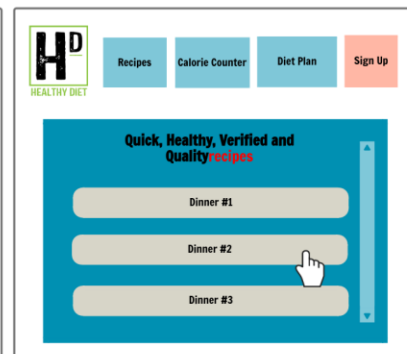 HD
HEALTHY DIET
Recipes
Calorie Counter
Diet Plan
Sign Up
Quick, Healthy, Verified and
Qualityrecipes
Dinner #1
Dinner #2
Dinner #3